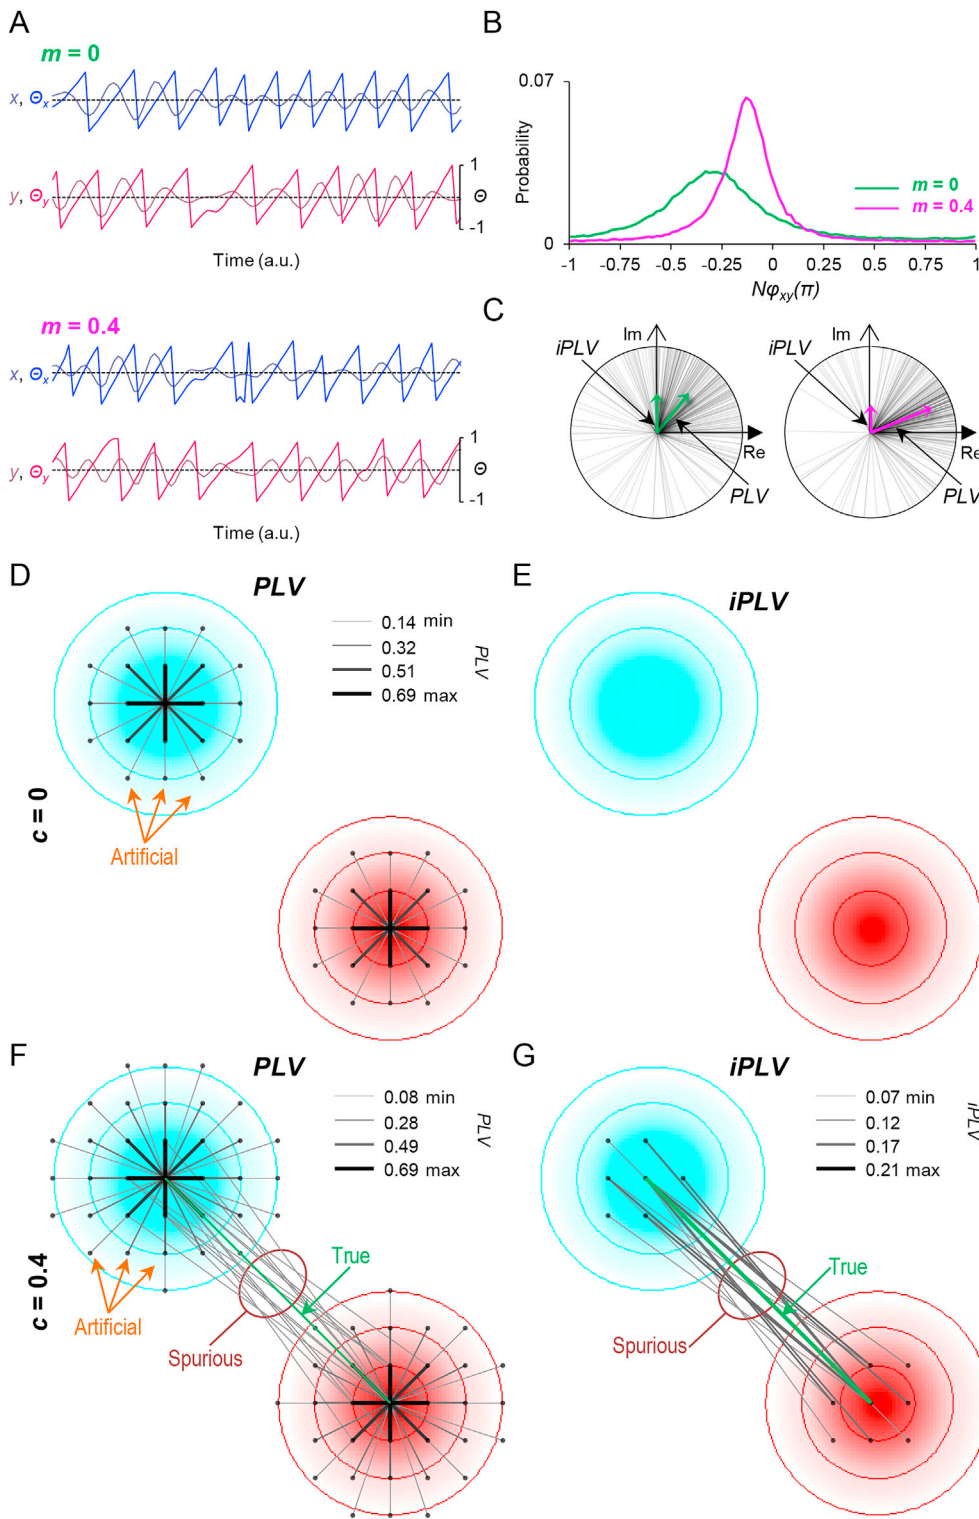 A
m = 0
x, Θx
1
Θ
-1
y, Θy
Time (a.u.)
m = 0.4
x, Θx
1
Θ
-1
y, Θy
Time (a.u.)
B
0.07
Probability
0
m = 0
m = 0.4
-1 -0.75 -0.5 -0.25 0 0.25 0.5 0.75 1
Nφxy(π)
C
Im
iPLV
Re
PLV
Im
iPLV
Re
PLV
D
PLV
0.14 min
0.32
0.51
0.69 max
PLV
c = 0
Artificial
E
iPLV
F
PLV
0.08 min
0.28
0.49
0.69 max
PLV
c = 0.4
True
Artificial
Spurious
G
iPLV
0.07 min
0.12
0.17
0.21 max
iPLV
True
Spurious